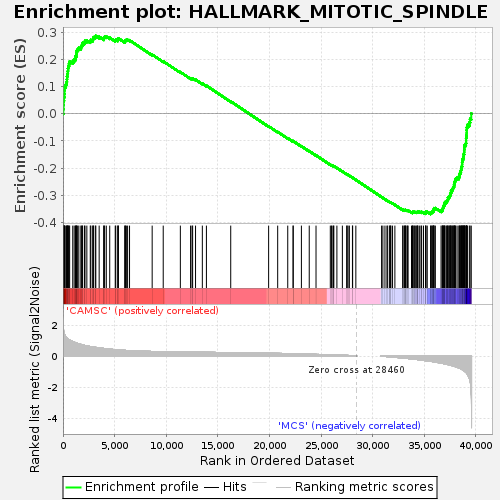 Enrichment plot: HALLMARK_MITOTIC_SPINDLE
Enrichment score (ES)
0.3
0.2
0.1
0.0
-0.1
-0.2
-0.3
-0.4
'CAMSC' (positively correlated)
Ranked list metric (Signal2Noise)
2
0
-2
-4
Zero cross at 28460
'MCS' (negatively correlated)
0
5,000
10,000
15,000
20,000
25,000
30,000
35,000
40,000
Rank in Ordered Dataset
Enrichment profile
Hits
Ranking metric scores